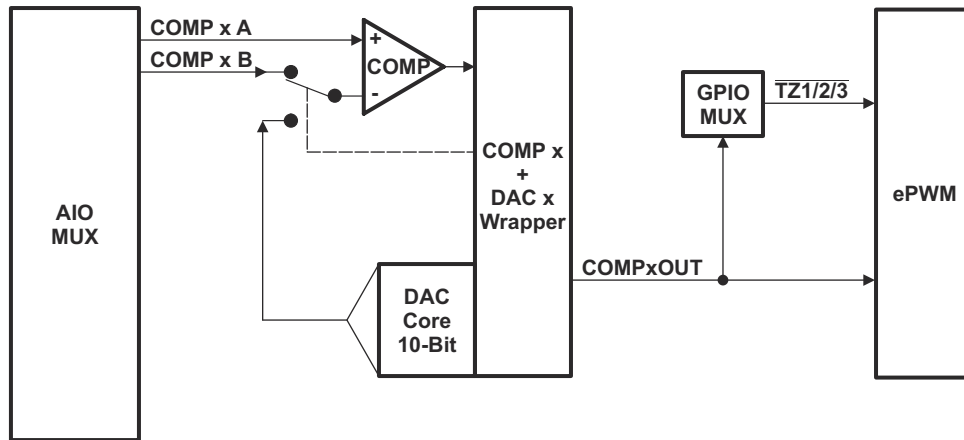 COMP x A
COMP x B
+
COMP
-
AIO
MUX
COMP x
+
DAC x
Wrapper
DAC
Core
10-Bit
COMPxOUT
GPIO
MUX
TZ1/2/3
ePWM